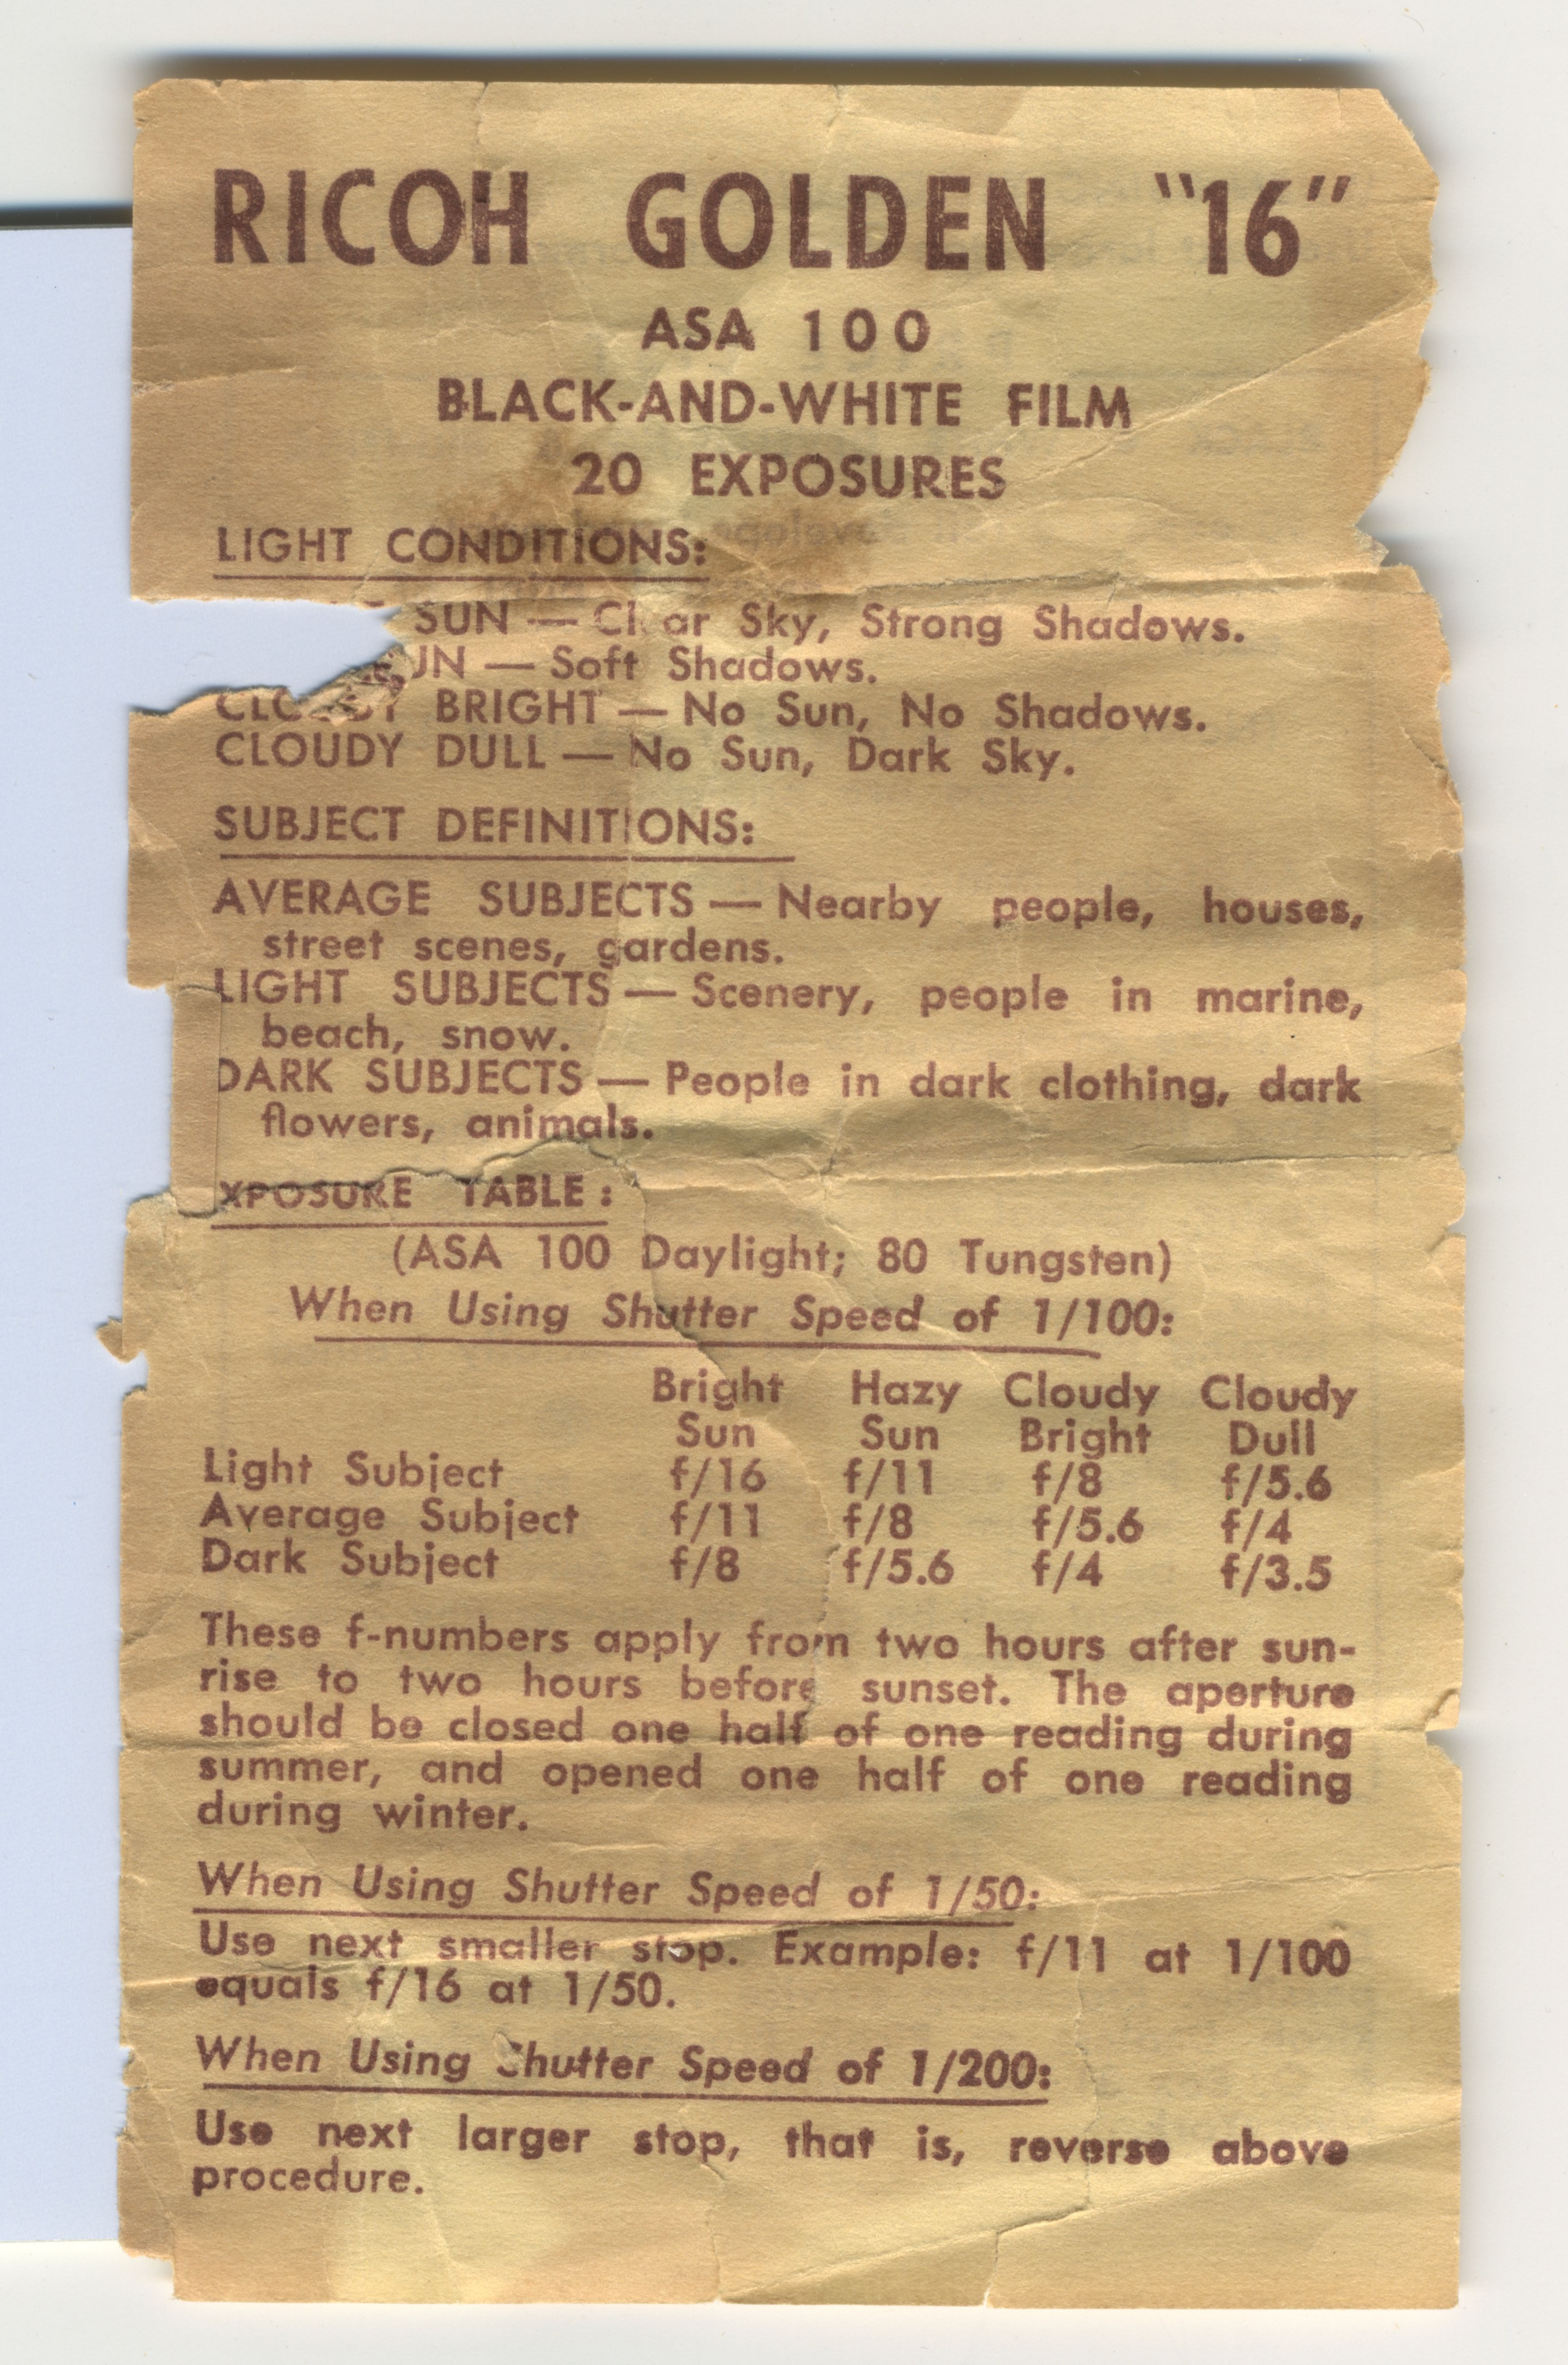 RICOH GOLDEN "16"
ASA 100
BLACK-AND-WHITE FILM
20 EXPOSURES
LIGHT CONDITIONS:
SUN — Clear Sky, Strong Shadows.
— Soft Shadows.
CLOUDY BRIGHT — No Sun, No Shadows.
CLOUDY DULL — No Sun, Dark Sky.
SUBJECT DEFINITIONS:
AVERAGE SUBJECTS — Nearby people, houses,
street scenes, gardens.
LIGHT SUBJECTS — Scenery, people in marine,
beach, snow.
DARK SUBJECTS — People in dark clothing, dark
flowers, animals.
XPOSURE TABLE:
(ASA 100 Daylight; 80 Tungsten)
When Using Shutter Speed of 1/100:
Bright Hazy Cloudy Cloudy
Sun Sun Bright Dull
Light Subject f/16 f/11 f/8 f/5.6
Average Subject f/11 f/8 f/5.6 f/4
Dark Subject f/8 f/5.6 f/4 f/3.5
These f-numbers apply from two hours after sun-
rise to two hours before sunset. The aperture
should be closed one half of one reading during
summer, and opened one half of one reading
during winter.
When Using Shutter Speed of 1/50:
Use next smaller stop. Example: f/11 at 1/100
equals f/16 at 1/50.
When Using Shutter Speed of 1/200:
Use next larger stop, that is, reverse above
procedure.